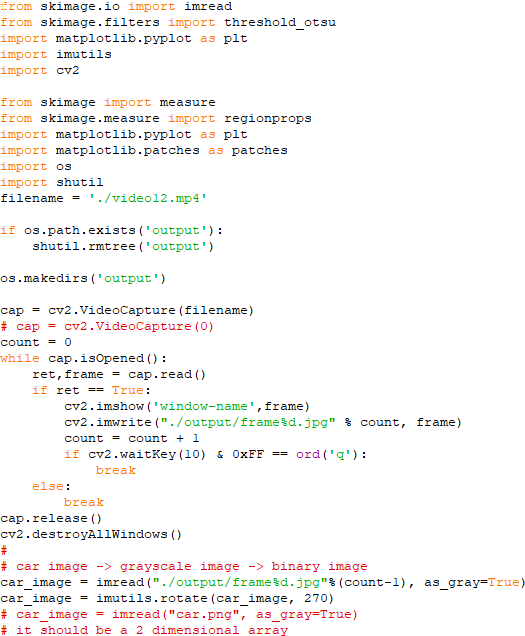 from skimage.io import imread
from skimage.filters import threshold_otsu
import matplotlib.pyplot as plt
import imutils
import cv2

from skimage import measure
from skimage.measure import regionprops
import matplotlib.pyplot as plt
import matplotlib.patches as patches
import os
import shutil
filename = './video12.mp4'

if os.path.exists('output'):
    shutil.rmtree('output')

os.makedirs('output')

cap = cv2.VideoCapture(filename)
# cap = cv2.VideoCapture(0)
count = 0
while cap.isOpened():
    ret,frame = cap.read()
    if ret == True:
        cv2.imshow('window-name',frame)
        cv2.imwrite("./output/frame%d.jpg" % count, frame)
        count = count + 1
        if cv2.waitKey(10) & 0xFF == ord('q'):
            break
    else:
        break
cap.release()
cv2.destroyAllWindows()
#
# car image -> grayscale image -> binary image
car_image = imread("./output/frame%d.jpg"%(count-1), as_gray=True)
car_image = imutils.rotate(car_image, 270)
# car_image = imread("car.png", as_gray=True)
# it should be a 2 dimensional array